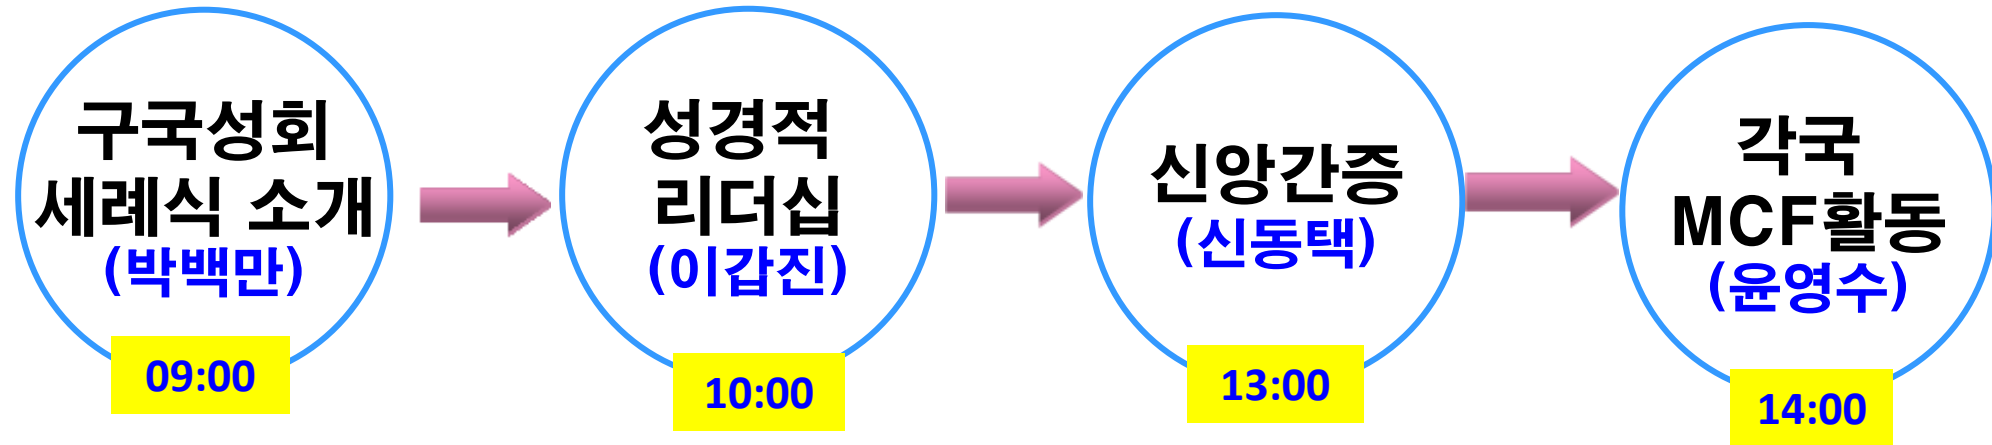 구국성회
세례식 소개
(박백만)
09:00
성경적
리더십
(이갑진)
10:00
신앙간증
(신동택)
13:00
각국
MCF활동
(윤영수)
14:00